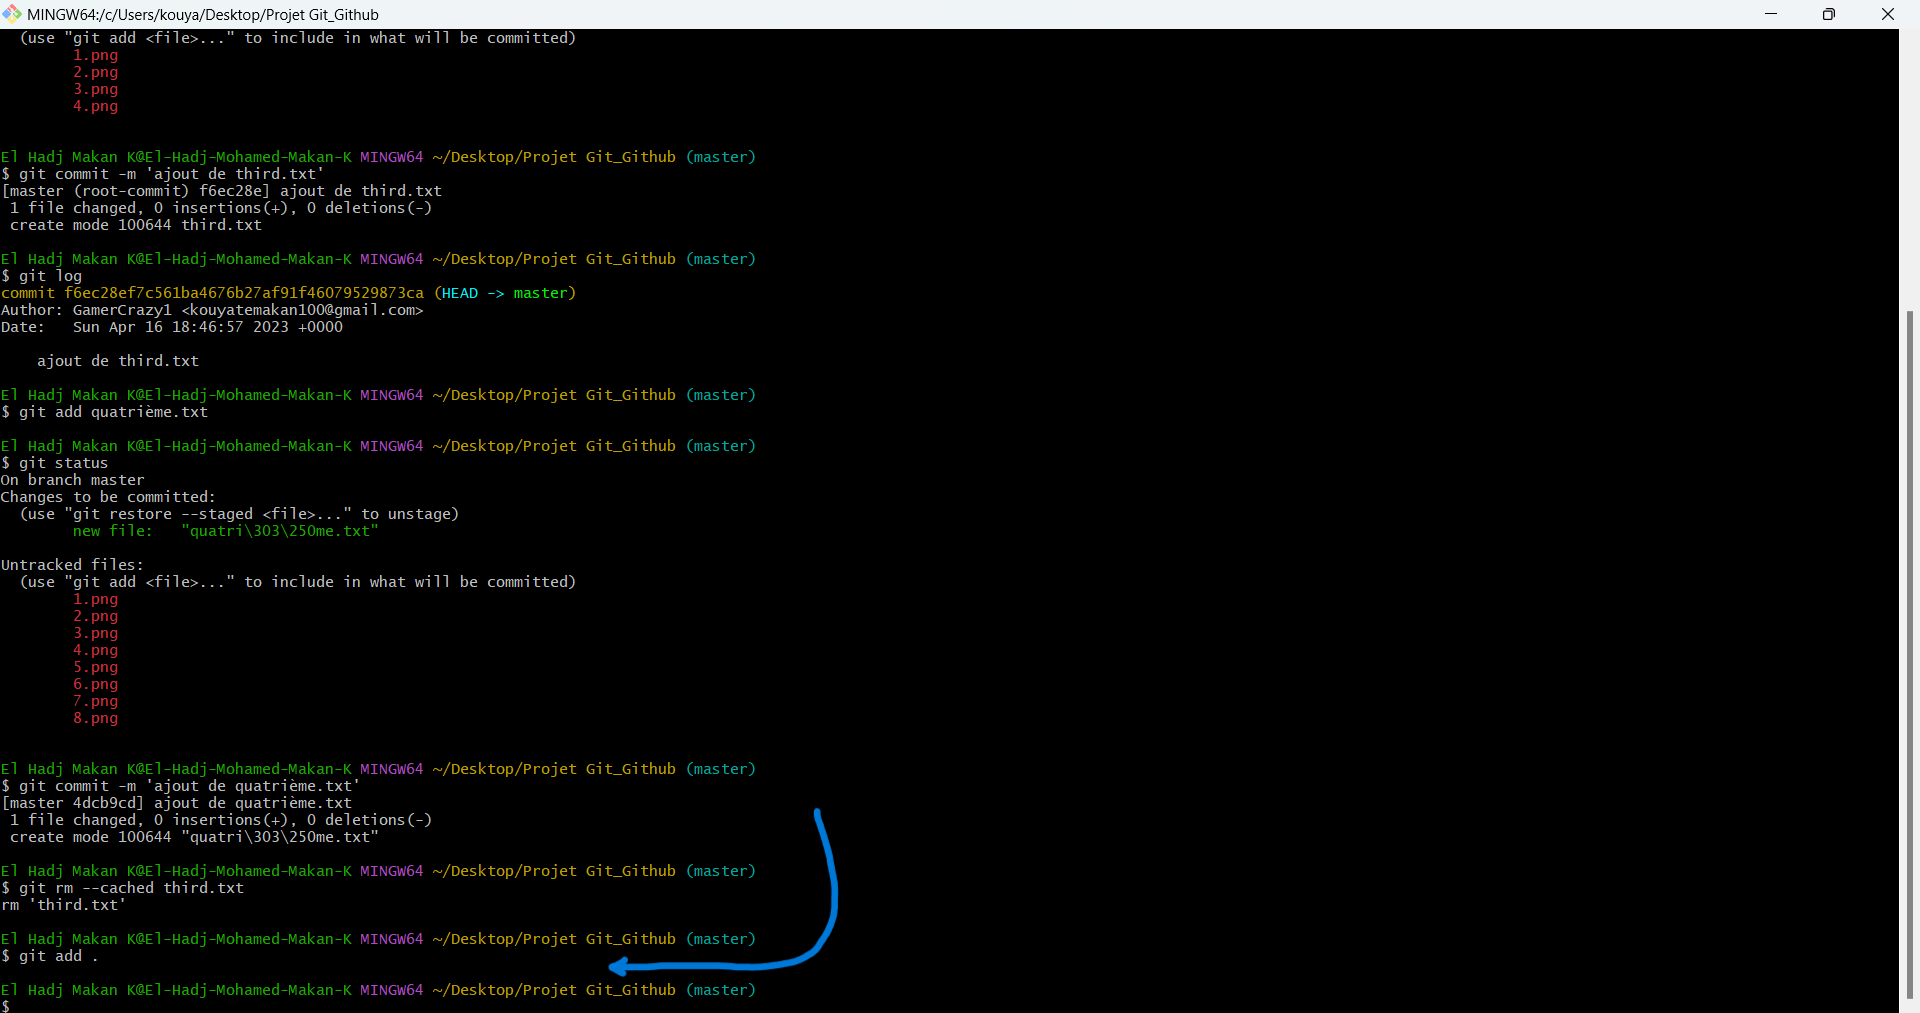 MINGW64:/c/Users/kouya/Desktop/Projet Git_Github
(use "git add <file>..." to include in what will be committed)
1.png
2.png
3.png
4.png
El Hadj Makan K@El-Hadj-Mohamed-Makan-K MINGW64 ~/Desktop/Projet Git_Github (master)
$ git commit -m 'ajout de third.txt'
[master (root-commit) f6ec28e] ajout de third.txt
1 file changed, 0 insertions(+), 0 deletions(-)
create mode 100644 third.txt
El Hadj Makan K@El-Hadj-Mohamed-Makan-K MINGW64 ~/Desktop/Projet Git_Github (master)
$ git log
commit f6ec28ef7c561ba4676b27af91f46079529873ca (HEAD -> master)
Author: GamerCrazy1 <kouyatemakan100@gmail.com>
Date:   Sun Apr 16 18:46:57 2023 +0000
ajout de third.txt
El Hadj Makan K@El-Hadj-Mohamed-Makan-K MINGW64 ~/Desktop/Projet Git_Github (master)
$ git add quatrième.txt
El Hadj Makan K@El-Hadj-Mohamed-Makan-K MINGW64 ~/Desktop/Projet Git_Github (master)
$ git status
On branch master
Changes to be committed:
(use "git restore --staged <file>..." to unstage)
new file:   "quatri\303\250me.txt"
Untracked files:
(use "git add <file>..." to include in what will be committed)
1.png
2.png
3.png
4.png
5.png
6.png
7.png
8.png
El Hadj Makan K@El-Hadj-Mohamed-Makan-K MINGW64 ~/Desktop/Projet Git_Github (master)
$ git commit -m 'ajout de quatrième.txt'
[master 4dcb9cd] ajout de quatrième.txt
1 file changed, 0 insertions(+), 0 deletions(-)
create mode 100644 "quatri\303\250me.txt"
El Hadj Makan K@El-Hadj-Mohamed-Makan-K MINGW64 ~/Desktop/Projet Git_Github (master)
$ git rm --cached third.txt
rm 'third.txt'
El Hadj Makan K@El-Hadj-Mohamed-Makan-K MINGW64 ~/Desktop/Projet Git_Github (master)
$ git add .
El Hadj Makan K@El-Hadj-Mohamed-Makan-K MINGW64 ~/Desktop/Projet Git_Github (master)
$